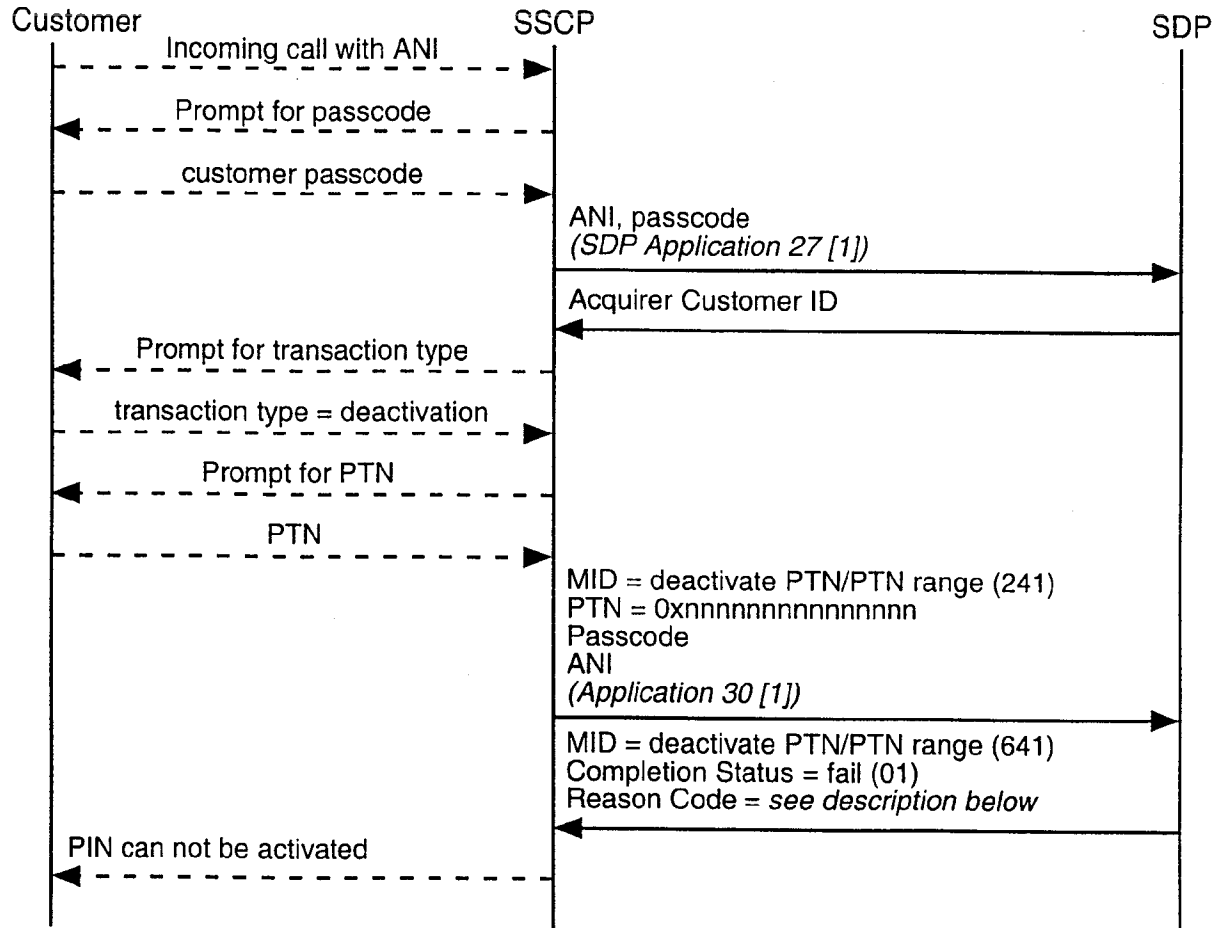 Customer
SSCP
SDP
Incoming call with ANI
Prompt for passcode
customer passcode
ANI, passcode
(SDP Application 27 [1])
Acquirer Customer ID
Prompt for transaction type
transaction type = deactivation
Prompt for PTN
PTN
MID = deactivate PTN/PTN range (241)
PTN = 0xnnnnnnnnnnnnnnnn
Passcode
ANI
(Application 30 [1])
MID = deactivate PTN/PTN range (641)
Completion Status = fail (01)
Reason Code = see description below
PIN can not be activated